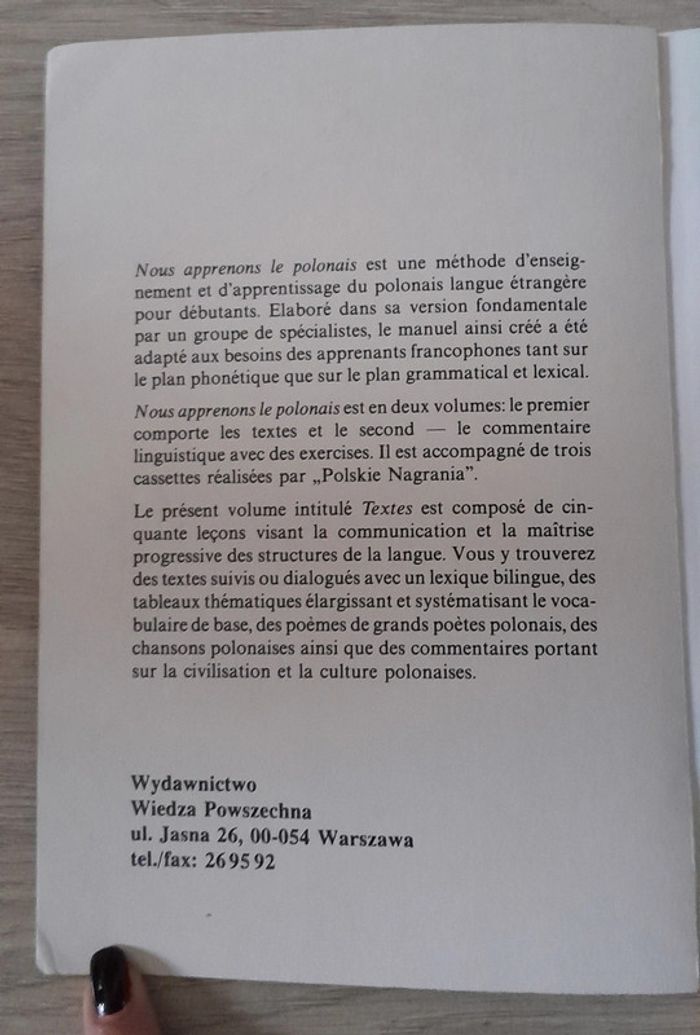 Nous apprenons le polonais est une méthode d'enseig-
nement et d'apprentissage du polonais langue étrangère
pour débutants. Elaboré dans sa version fondamentale
par un groupe de spécialistes, le manuel ainsi créé a été
adapté aux besoins des apprenants francophones tant sur
le plan phonétique que sur le plan grammatical et lexical.
Nous apprenons le polonais est en deux volumes: le premier
comporte les textes et le second — le commentaire
linguistique avec des exercises. Il est accompagné de trois
cassettes réalisées par „Polskie Nagrania”.
Le présent volume intitulé Textes est composé de cin-
quante leçons visant la communication et la maîtrise
progressive des structures de la langue. Vous y trouverez
des textes suivis ou dialogués avec un lexique bilingue, des
tableaux thématiques élargissant et systématisant le voca-
bulaire de base, des poèmes de grands poètes polonais, des
chansons polonaises ainsi que des commentaires portant
sur la civilisation et la culture polonaises.
Wydawnictwo
Wiedza Powszechna
ul. Jasna 26, 00-054 Warszawa
tel./fax: 26 95 92